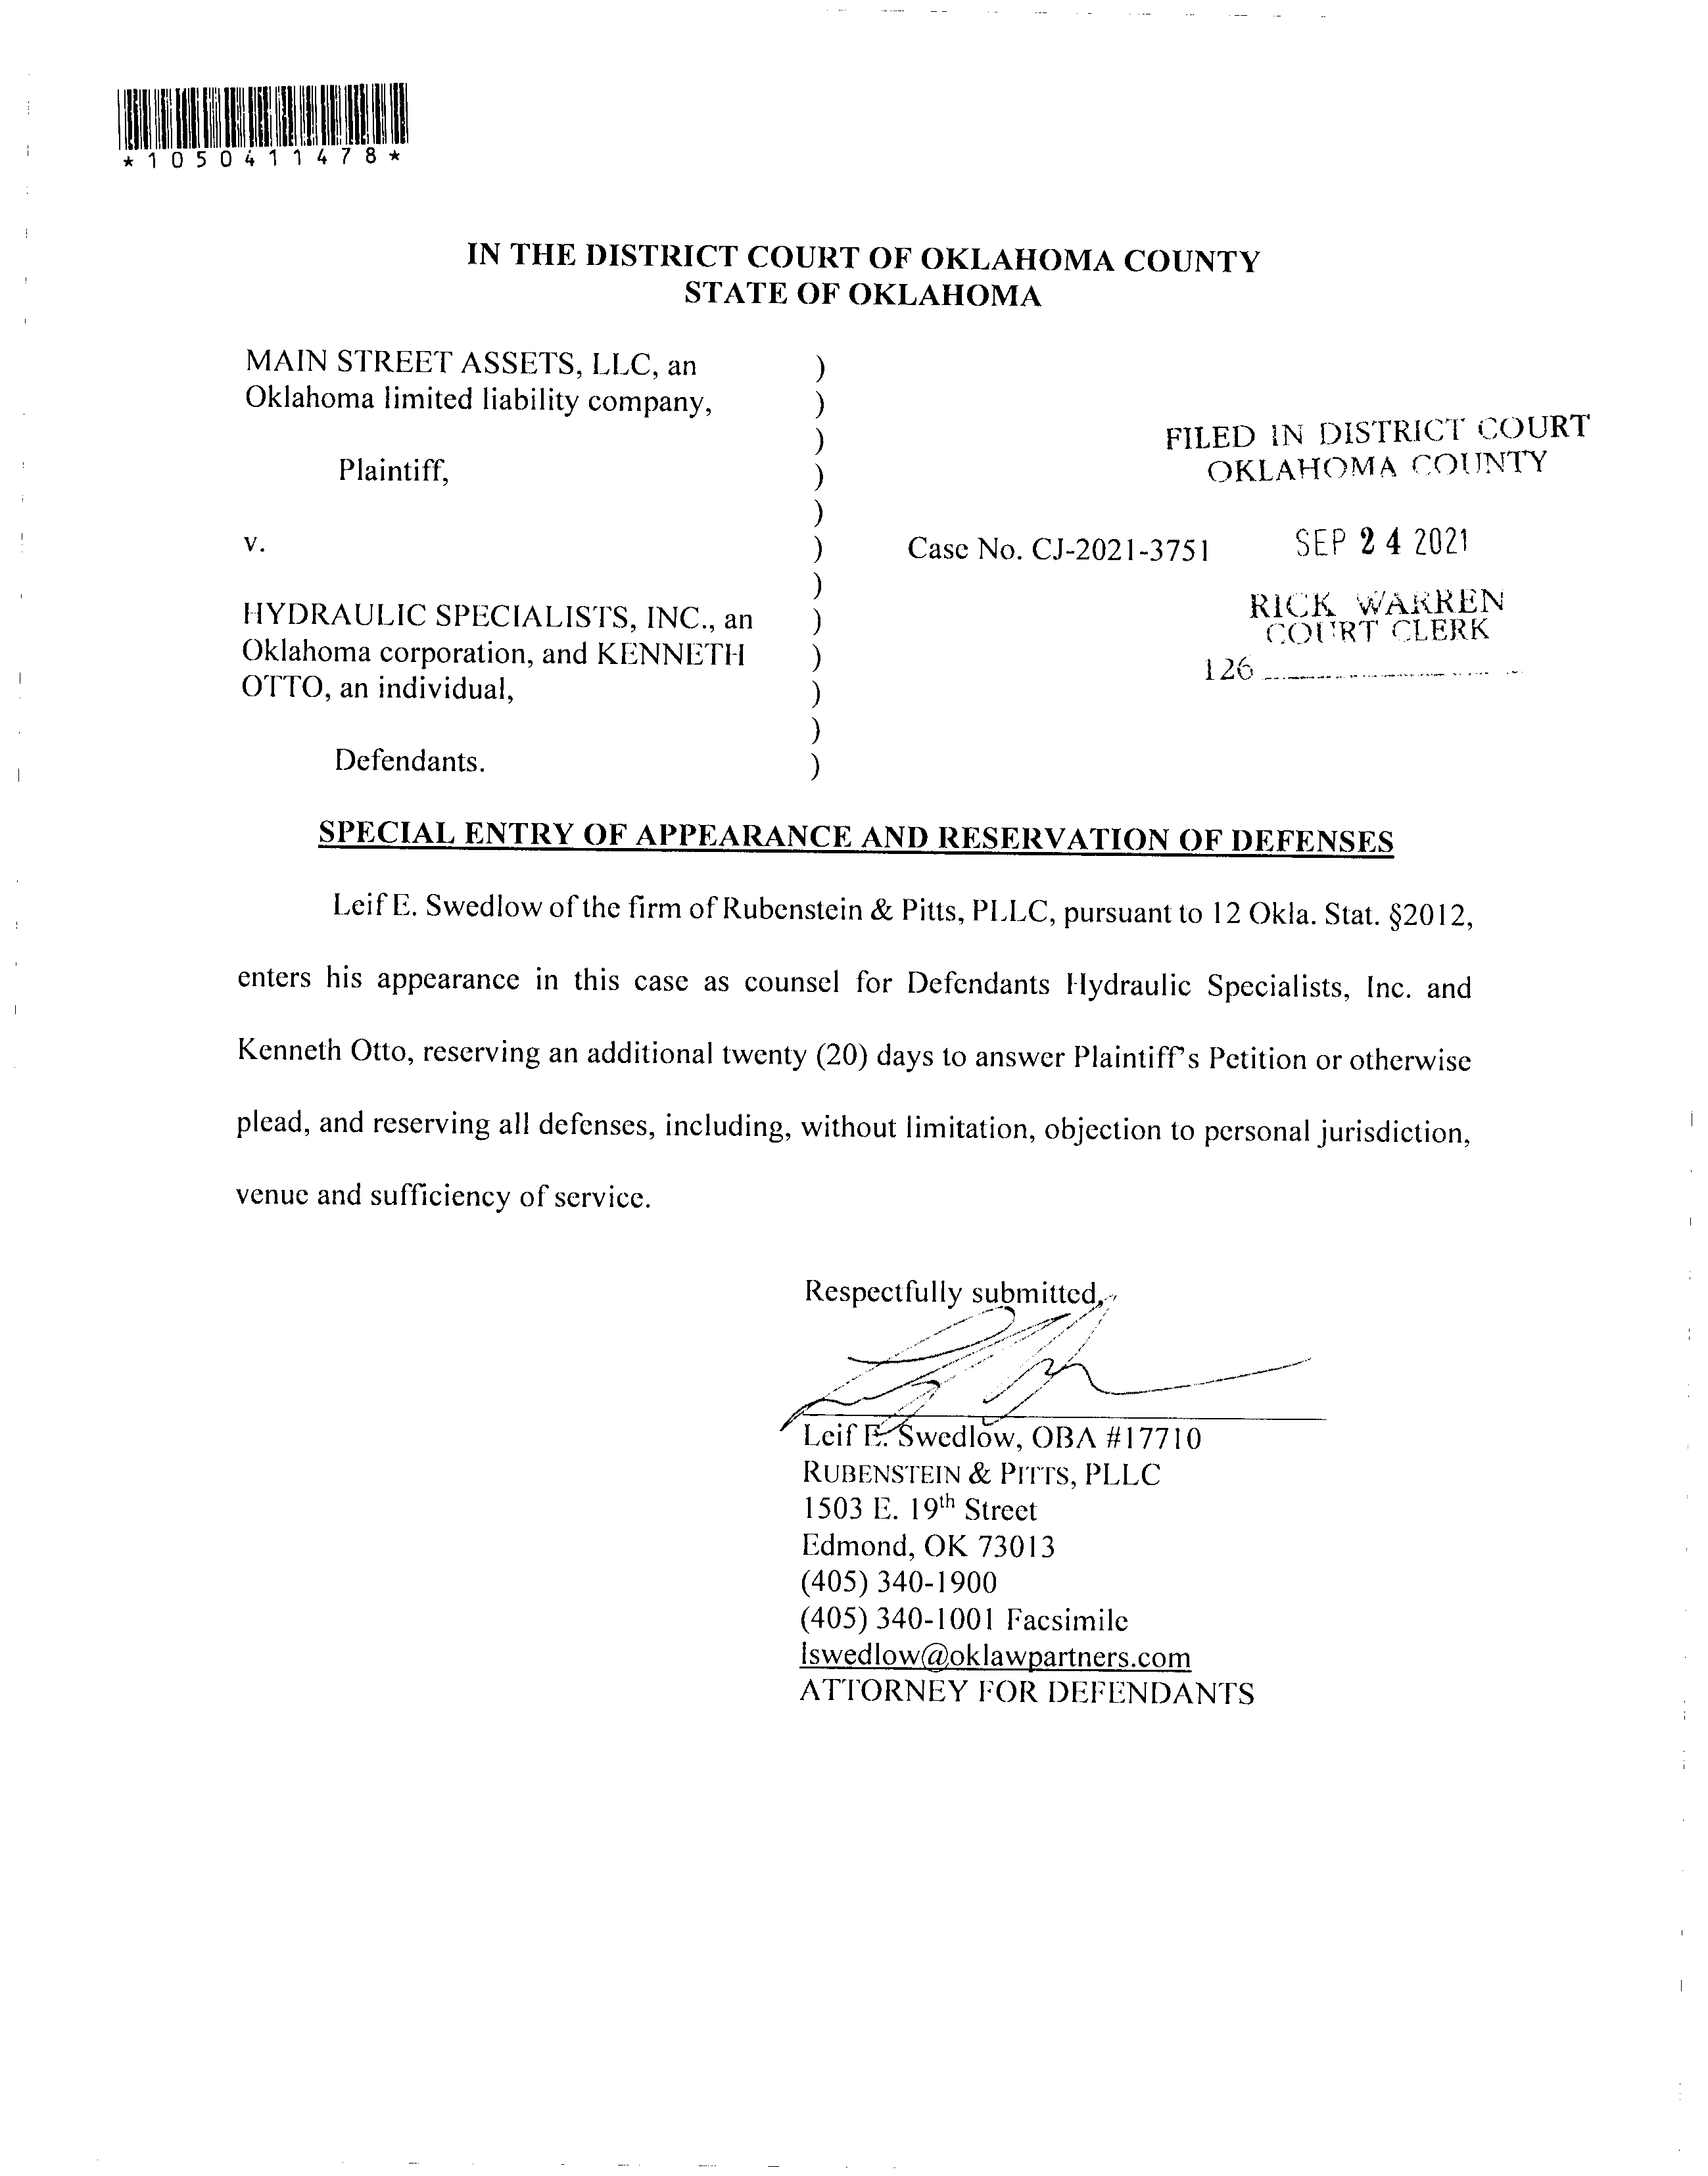 *1050411478*
IN THE DISTRICT COURT OF OKLAHOMA COUNTY
STATE OF OKLAHOMA
MAIN STREET ASSETS, LLC, an )
Oklahoma limited liability company, )
)
Plaintiff, )
)
v. )
)
HYDRAULIC SPECIALISTS, INC., an )
Oklahoma corporation, and KENNETH )
OTTO, an individual, )
)
Defendants. )
FILED IN DISTRICT COURT
OKLAHOMA COUNTY
Case No. CJ-2021-3751
SEP 24 2021
RICK WARREN
COURT CLERK
126
SPECIAL ENTRY OF APPEARANCE AND RESERVATION OF DEFENSES
Leif E. Swedlow of the firm of Rubenstein & Pitts, PLLC, pursuant to 12 Okla. Stat. §2012,
enters his appearance in this case as counsel for Defendants Hydraulic Specialists, Inc. and
Kenneth Otto, reserving an additional twenty (20) days to answer Plaintiff's Petition or otherwise
plead, and reserving all defenses, including, without limitation, objection to personal jurisdiction,
venue and sufficiency of service.
Respectfully submitted,
Leif E. Swedlow, OBA #17710
RUBENSTEIN & PITTS, PLLC
1503 E. 19th Street
Edmond, OK 73013
(405) 340-1900
(405) 340-1001 Facsimile
lswedlow@oklawpartners.com
ATTORNEY FOR DEFENDANTS